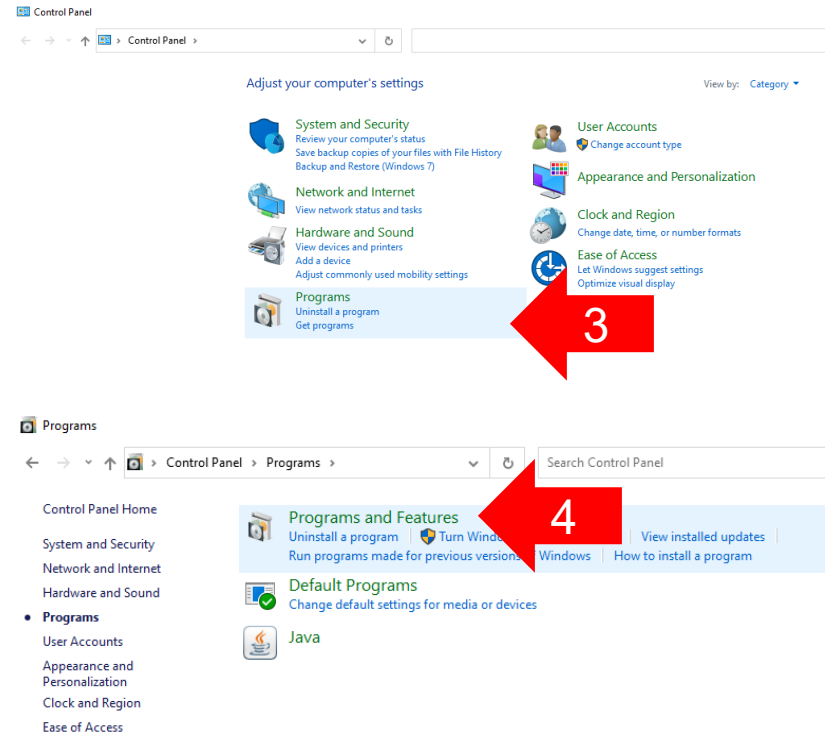 Control Panel
Control Panel
Adjust your computer's settings
View by: Category
System and Security
Review your computer's status
Save backup copies of your files with File History
Backup and Restore (Windows 7)
Network and Internet
View network status and tasks
Hardware and Sound
View devices and printers
Add a device
Adjust commonly used mobility settings
Programs
Uninstall a program
Get programs
User Accounts
Change account type
Appearance and Personalization
Clock and Region
Change date, time, or number formats
Ease of Access
Let Windows suggest settings
Optimize visual display
3
Programs
Control Panel > Programs >
Search Control Panel
Control Panel Home
System and Security
Network and Internet
Hardware and Sound
Programs
User Accounts
Appearance and
Personalization
Clock and Region
Ease of Access
Programs and Features
4
Uninstall a program Turn View installed updates
Run programs made for previous versions Windows How to install a program
Default Programs
Change default settings for media or devices
Java